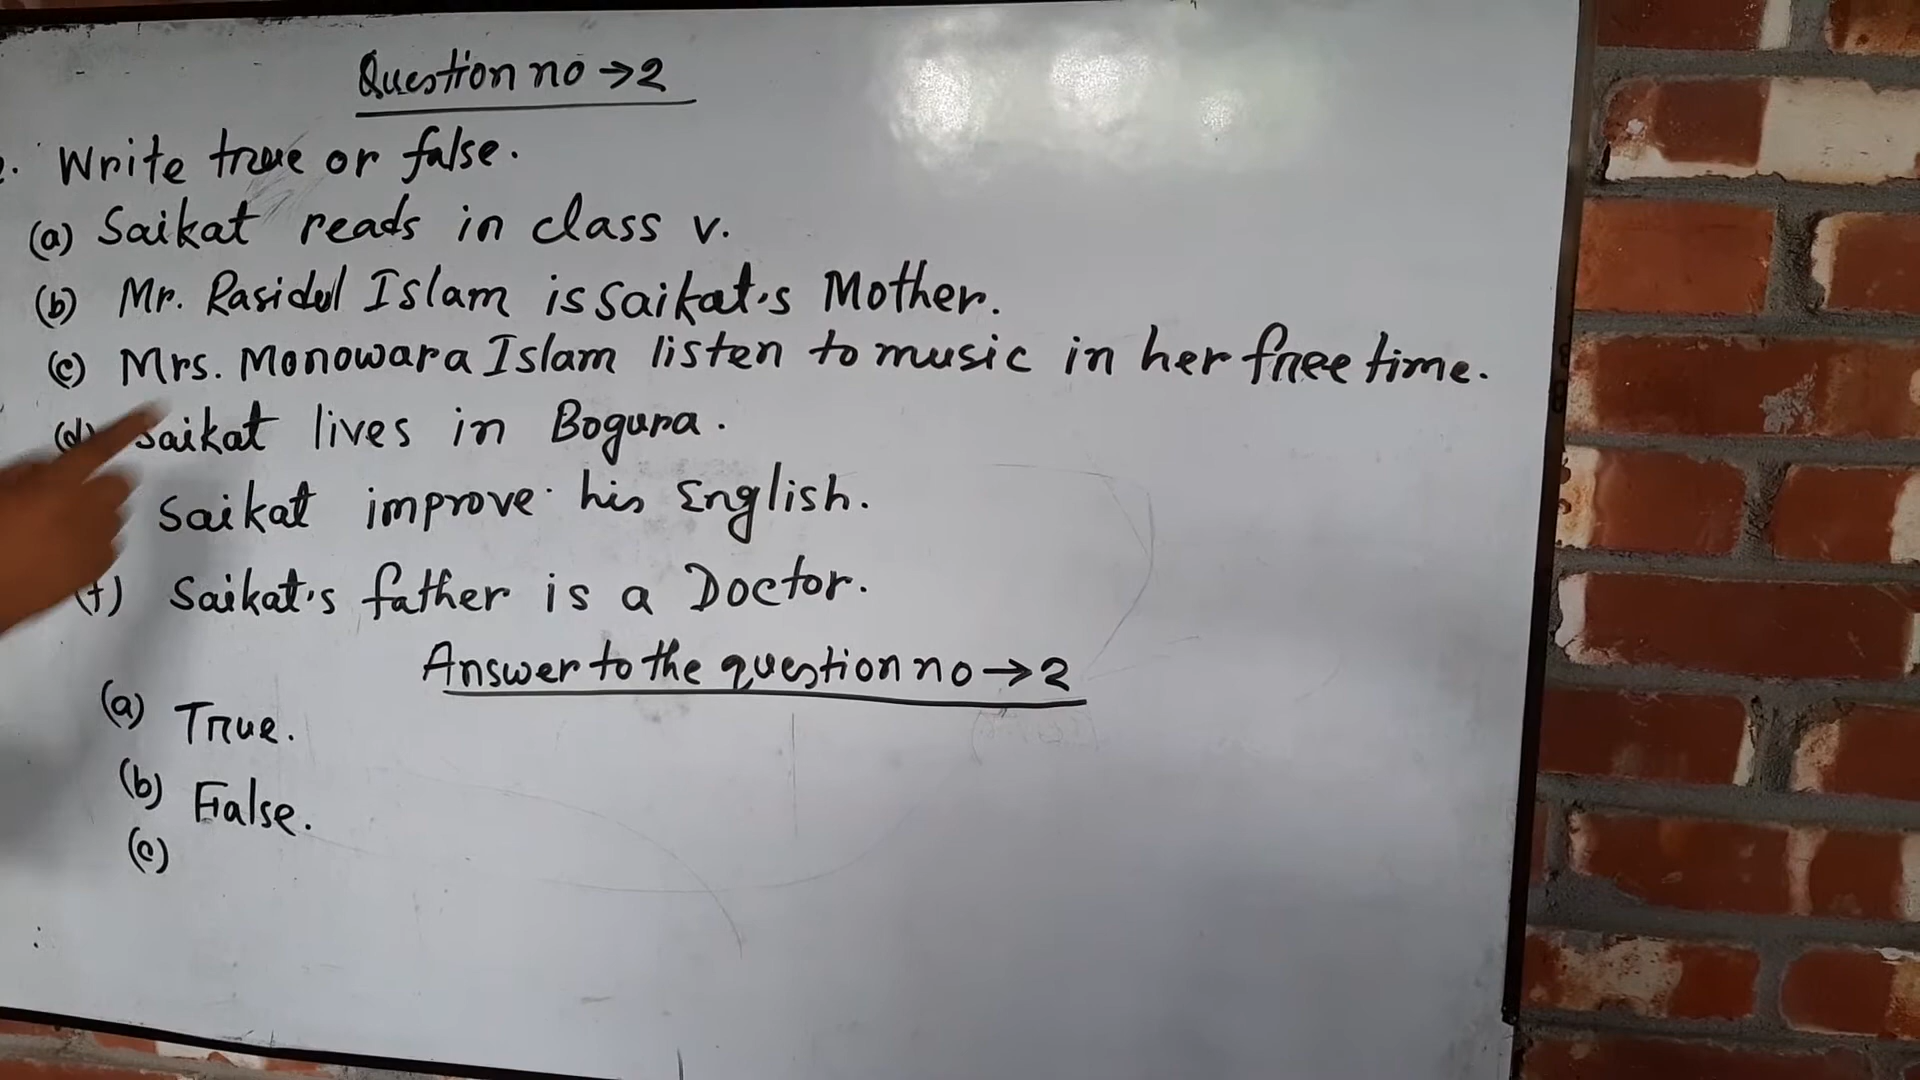 Question no → 2
2. Write true or false.
(a) Saikat reads in class v.
(b) Mr. Rasidul Islam is Saikat's Mother.
(c) Mrs. Monowara Islam listen to music in her free time.
(d) Saikat lives in Bogura.
Saikat improve his English.
(f) Saikat's father is a Doctor.
Answer to the question no → 2
(a) True.
(b) False.
(c)